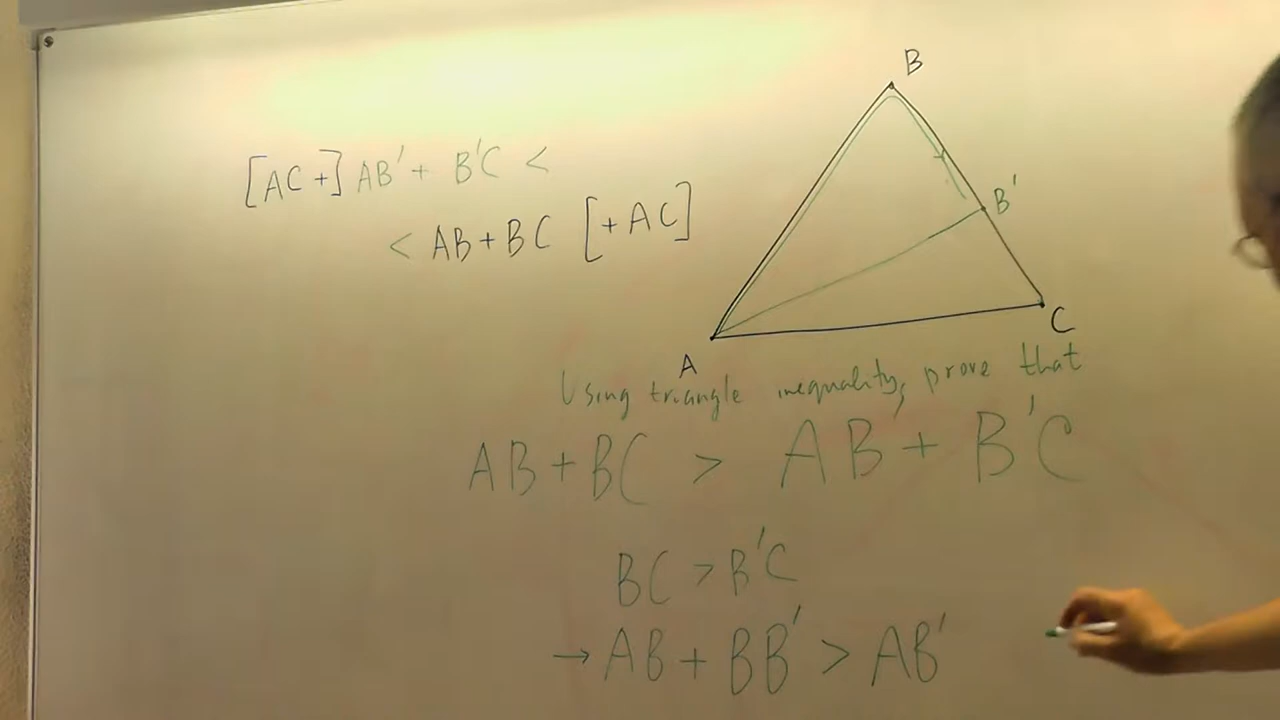 [AC+] AB' + B'C <
< AB+BC [+AC]
B
B'
C
A
Using triangle inequality, prove that
AB+BC > AB'+ B'C
BC > B'C
→ AB + BB' > AB'